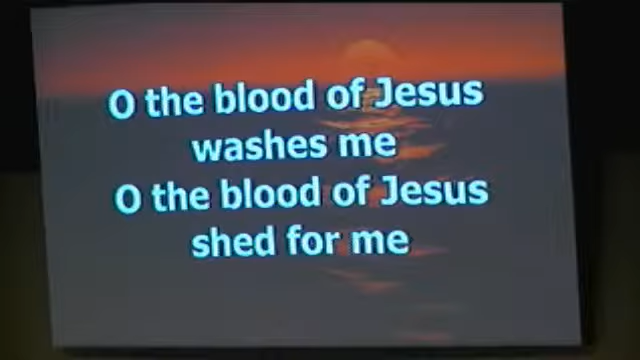 O the blood of Jesus
washes me
O the blood of Jesus
shed for me